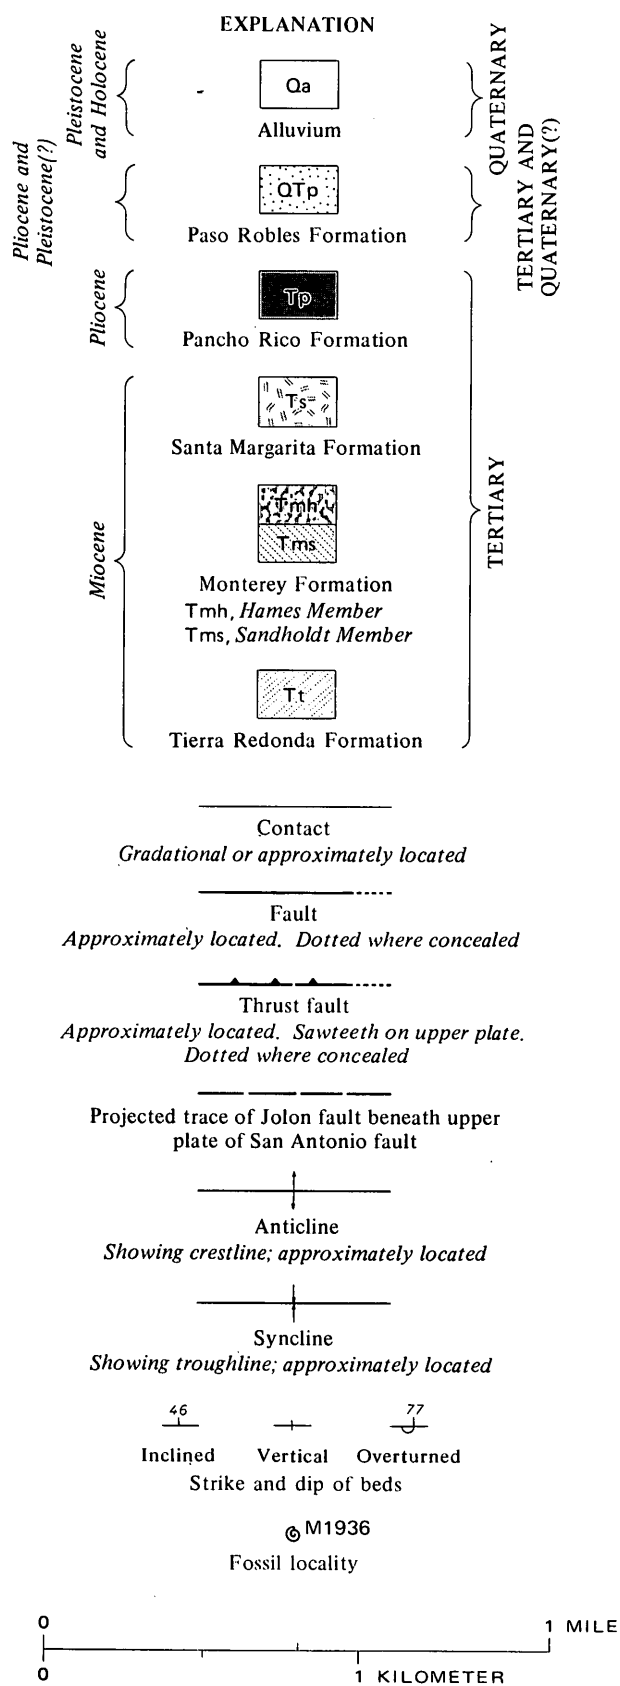 EXPLANATION
Pleistocene
and Holocene
Qa
Alluvium
QUATERNARY
Pliocene and
Pleistocene(?)
QTp
Paso Robles Formation
TERTIARY AND
QUATERNARY(?)
Pliocene
Tp
Pancho Rico Formation
Miocene
Ts
Santa Margarita Formation
Tmh
Tms
Monterey Formation
Tmh, Hames Member
Tms, Sandholdt Member
Tt
Tierra Redonda Formation
TERTIARY
Contact
Gradational or approximately located
Fault
Approximately located. Dotted where concealed
Thrust fault
Approximately located. Sawteeth on upper plate.
Dotted where concealed
Projected trace of Jolon fault beneath upper
plate of San Antonio fault
Anticline
Showing crestline; approximately located
Syncline
Showing troughline; approximately located
46 77
Inclined Vertical Overturned
Strike and dip of beds
M1936
Fossil locality
0 1 MILE
0 1 KILOMETER